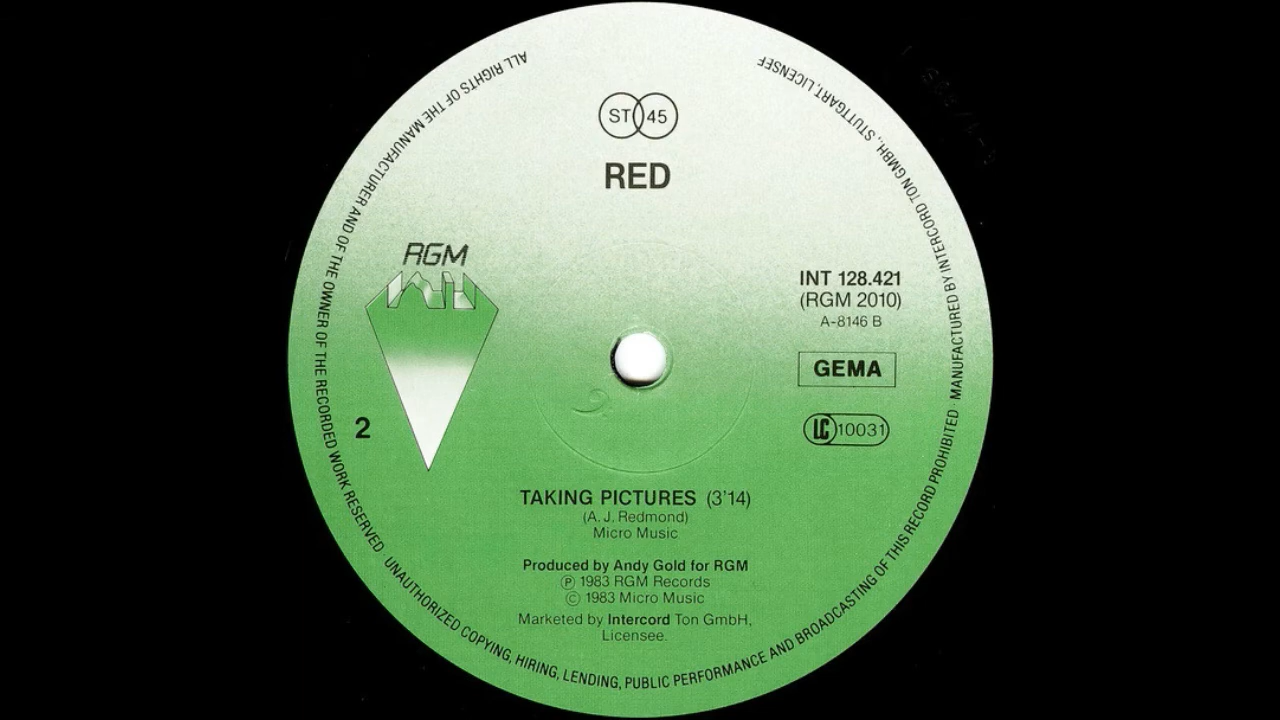 ALL RIGHTS OF THE MANUFACTURER AND OF THE OWNER OF THE RECORDED WORK RESERVED · UNAUTHORIZED COPYING, HIRING, LENDING, PUBLIC PERFORMANCE AND BROADCASTING OF THIS RECORD PROHIBITED · MANUFACTURED BY INTERCORD TON GMBH., STUTTGART, LICENSEE
ST 45
RED
RGM
INT 128.421
(RGM 2010)
A-8146 B
GEMA
LC 10031
2
TAKING PICTURES (3'14)
(A. J. Redmond)
Micro Music
Produced by Andy Gold for RGM
Ⓟ 1983 RGM Records
© 1983 Micro Music
Marketed by Intercord Ton GmbH,
Licensee.